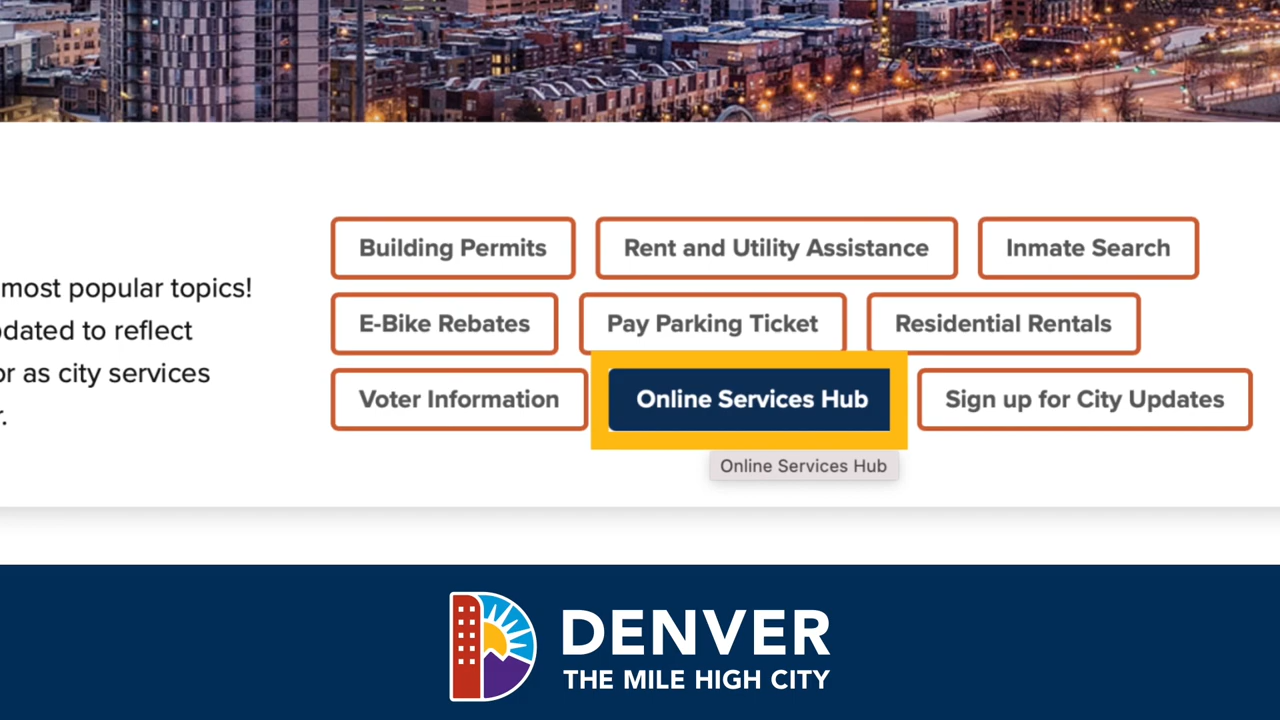 Building Permits
Rent and Utility Assistance
Inmate Search
most popular topics!
E-Bike Rebates
Pay Parking Ticket
Residential Rentals
to reflect
as city services
Voter Information
Online Services Hub
Sign up for City Updates
Online Services Hub
DENVER
THE MILE HIGH CITY